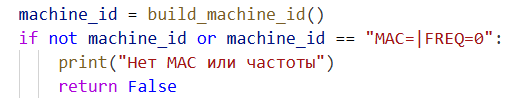 machine_id = build_machine_id()
if not machine_id or machine_id == "MAC=|FREQ=0":
    print("Нет MAC или частоты")
    return False